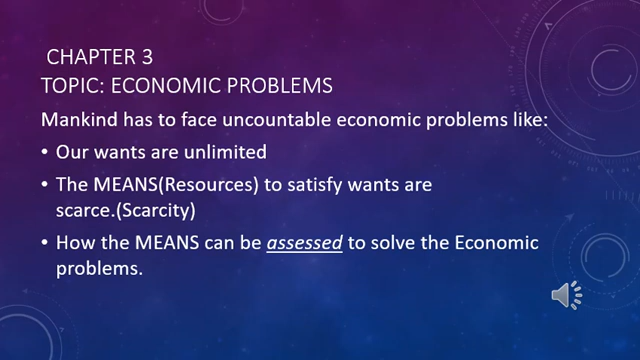 CHAPTER 3
TOPIC: ECONOMIC PROBLEMS
Mankind has to face uncountable economic problems like:
• Our wants are unlimited
• The MEANS(Resources) to satisfy wants are
scarce.(Scarcity)
• How the MEANS can be assessed to solve the Economic
problems.